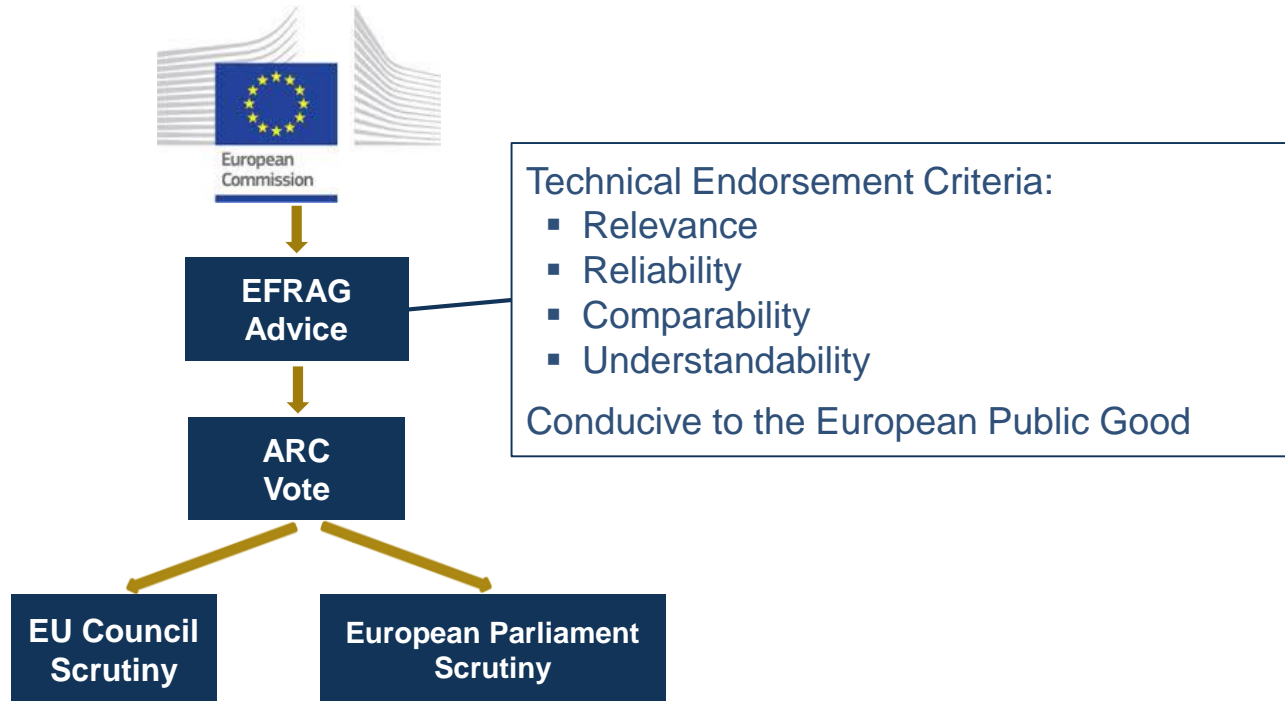 European
Commission
EFRAG
Advice
Technical Endorsement Criteria:
▪ Relevance
▪ Reliability
▪ Comparability
▪ Understandability
Conducive to the European Public Good
ARC
Vote
EU Council
Scrutiny
European Parliament
Scrutiny